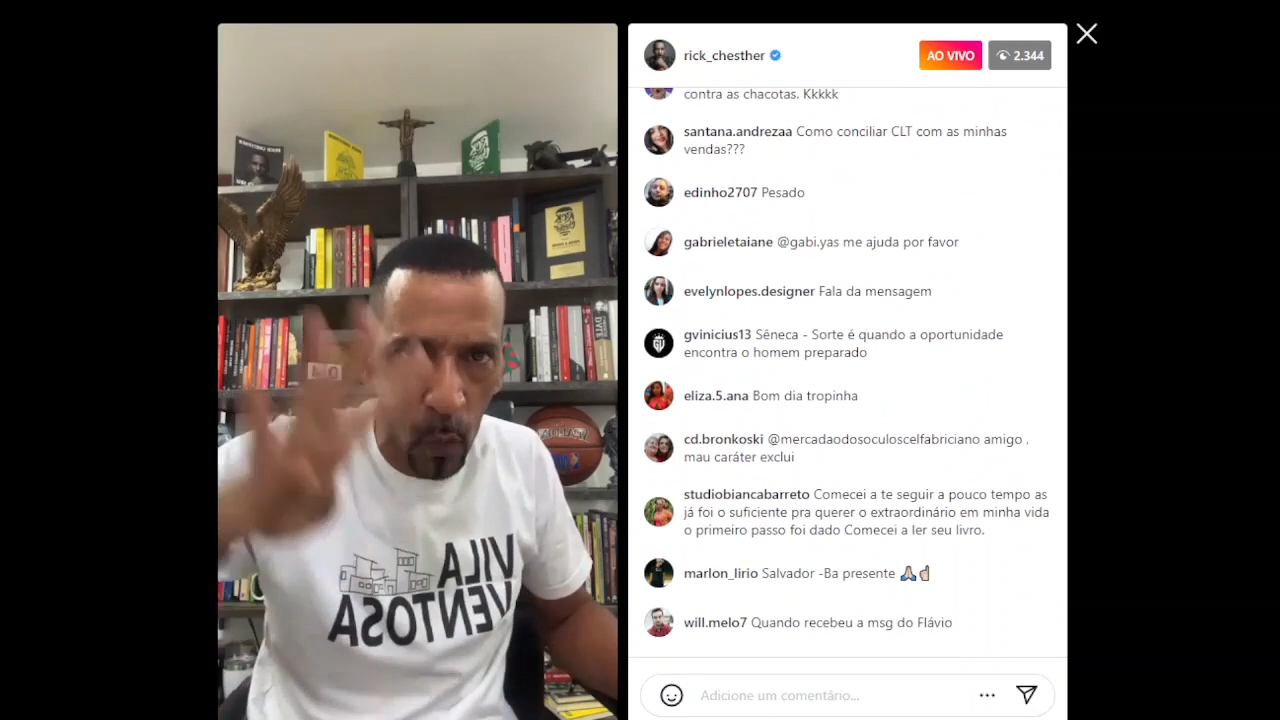 rick_chesther
AO VIVO
2.344
contra as chacotas. Kkkkk
santana.andrezaa Como conciliar CLT com as minhas
vendas???
edinho2707 Pesado
gabrieletaiane @gabi.yas me ajuda por favor
evelynlopes.designer Fala da mensagem
gvinicius13 Sêneca - Sorte é quando a oportunidade
encontra o homem preparado
eliza.5.ana Bom dia tropinha
cd.bronkoski @mercadaodosoculoscelfabriciano amigo ,
mau caráter exclui
studiobiancabarreto Comecei a te seguir a pouco tempo as
já foi o suficiente pra querer o extraordinário em minha vida
o primeiro passo foi dado Comecei a ler seu livro.
marlon_lirio Salvador -Ba presente 🙏🏼☝🏼
will.melo7 Quando recebeu a msg do Flávio
Adicione um comentário...
VILA
VENTOSA